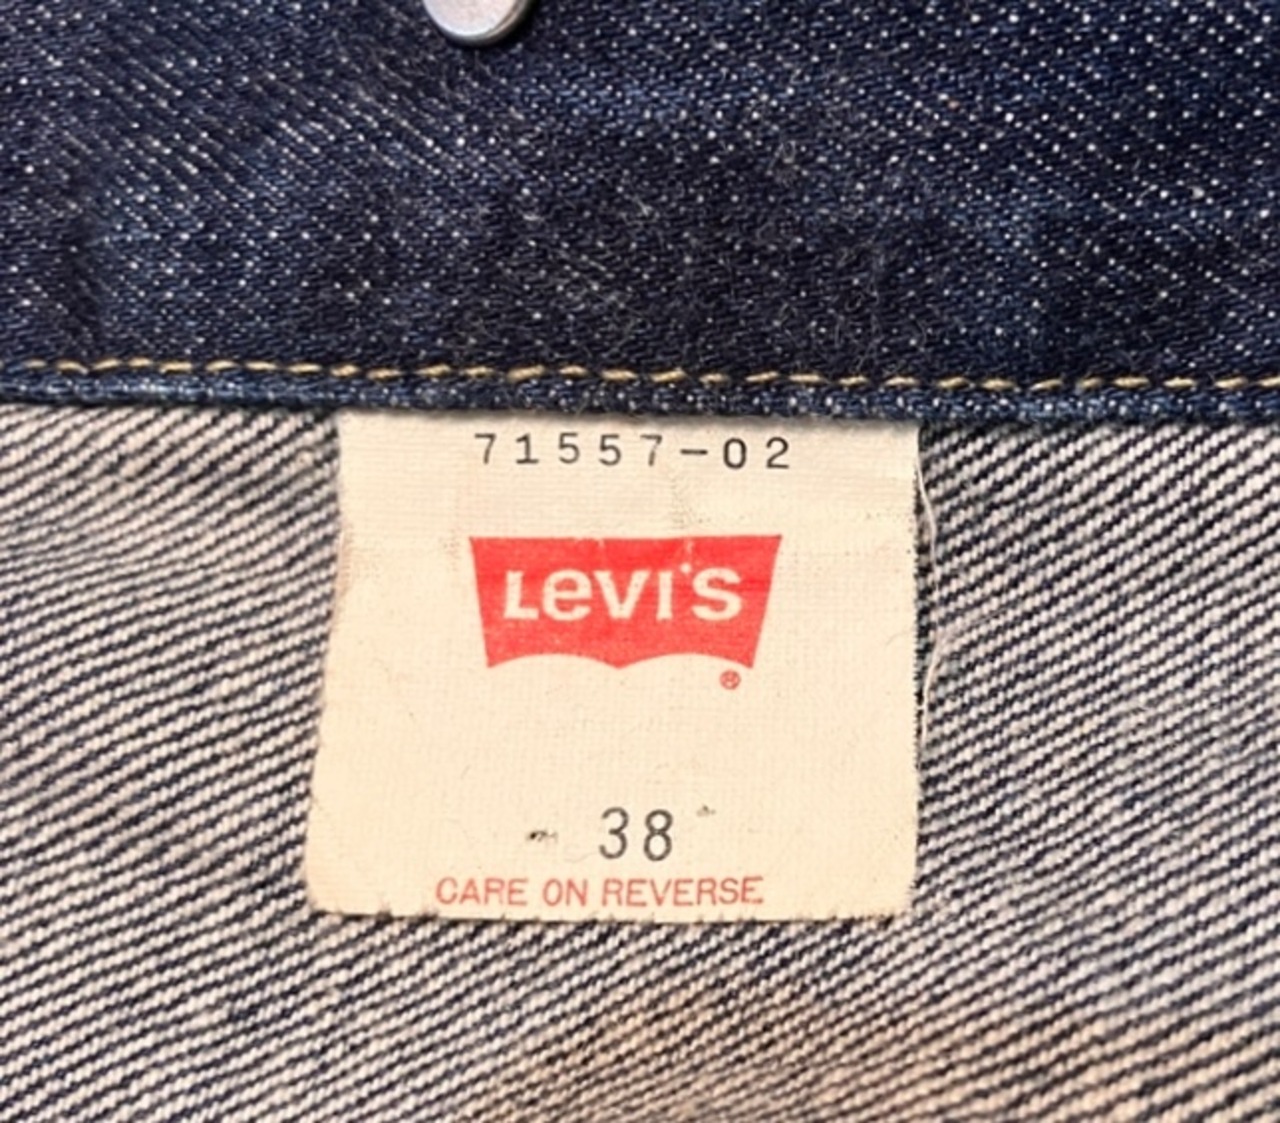 71557-02
LEVI'S
®
38
CARE ON REVERSE